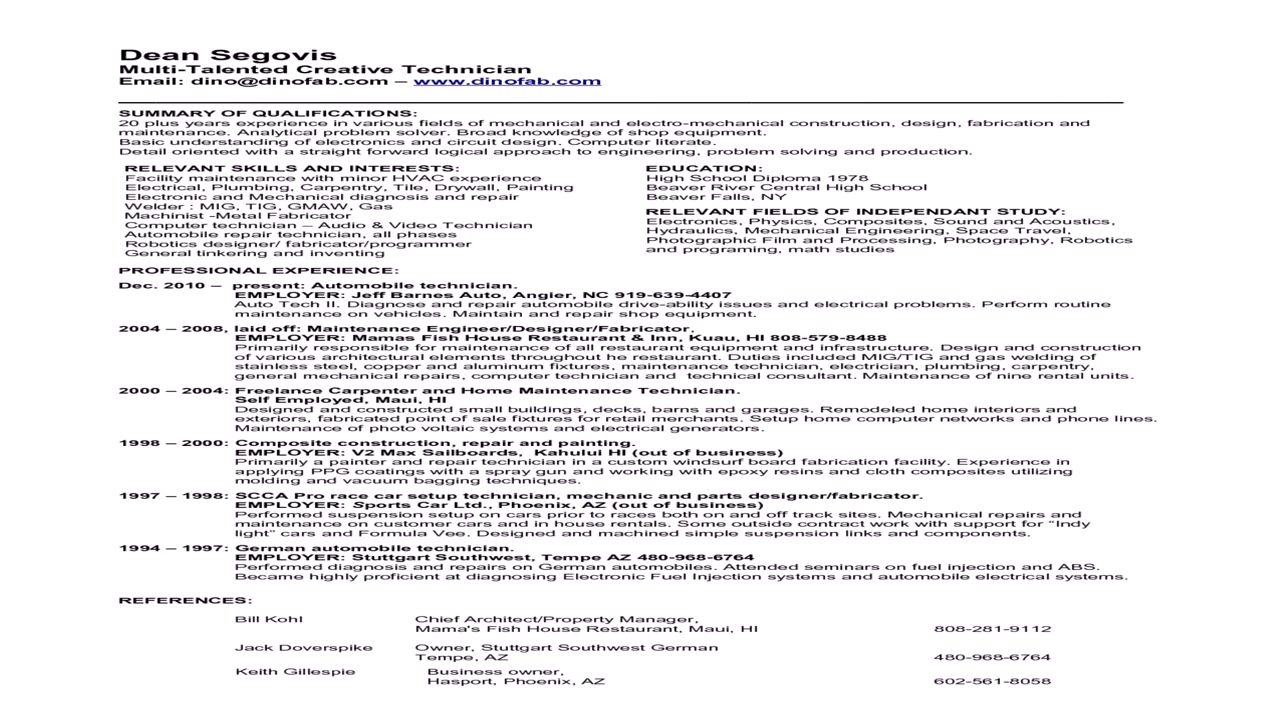 Dean Segovis
Multi-Talented Creative Technician
Email: dino@dinofab.com – www.dinofab.com
SUMMARY OF QUALIFICATIONS:
20 plus years experience in various fields of mechanical and electro-mechanical construction, design, fabrication and
maintenance. Analytical problem solver. Broad knowledge of shop equipment.
Basic understanding of electronics and circuit design. Computer literate.
Detail oriented with a straight forward logical approach to engineering, problem solving and production.
RELEVANT SKILLS AND INTERESTS:
Facility maintenance with minor HVAC experience
Electrical, Plumbing, Carpentry, Tile, Drywall, Painting
Electronic and Mechanical diagnosis and repair
Welder : MIG, TIG, GMAW, Gas
Machinist -Metal Fabricator
Computer technician – Audio & Video Technician
Automobile repair technician, all phases
Robotics designer/ fabricator/programmer
General tinkering and inventing
EDUCATION:
High School Diploma 1978
Beaver River Central High School
Beaver Falls, NY
RELEVANT FIELDS OF INDEPENDANT STUDY:
Electronics, Physics, Composites, Sound and Acoustics,
Hydraulics, Mechanical Engineering, Space Travel,
Photographic Film and Processing, Photography, Robotics
and programing, math studies
PROFESSIONAL EXPERIENCE:
Dec. 2010 – present: Automobile technician.
EMPLOYER: Jeff Barnes Auto, Angier, NC 919-639-4407
Auto Tech II. Diagnose and repair automobile drive-ability issues and electrical problems. Perform routine
maintenance on vehicles. Maintain and repair shop equipment.
2004 – 2008, laid off: Maintenance Engineer/Designer/Fabricator.
EMPLOYER: Mamas Fish House Restaurant & Inn, Kuau, HI 808-579-8488
Primarily responsible for maintenance of all restaurant equipment and infrastructure. Design and construction
of various architectural elements throughout he restaurant. Duties included MIG/TIG and gas welding of
stainless steel, copper and aluminum fixtures, maintenance technician, electrician, plumbing, carpentry,
general mechanical repairs, computer technician and technical consultant. Maintenance of nine rental units.
2000 – 2004: Freelance Carpenter and Home Maintenance Technician.
Self Employed, Maui, HI
Designed and constructed small buildings, decks, barns and garages. Remodeled home interiors and
exteriors, fabricated point of sale fixtures for retail merchants. Setup home computer networks and phone lines.
Maintenance of photo voltaic systems and electrical generators.
1998 – 2000: Composite construction, repair and painting.
EMPLOYER: V2 Max Sailboards, Kahului HI (out of business)
Primarily a painter and repair technician in a custom windsurf board fabrication facility. Experience in
applying PPG coatings with a spray gun and working with epoxy resins and cloth composites utilizing
molding and vacuum bagging techniques.
1997 – 1998: SCCA Pro race car setup technician, mechanic and parts designer/fabricator.
EMPLOYER: Sports Car Ltd., Phoenix, AZ (out of business)
Performed suspension setup on cars prior to races both on and off track sites. Mechanical repairs and
maintenance on customer cars and in house rentals. Some outside contract work with support for “Indy
light” cars and Formula Vee. Designed and machined simple suspension links and components.
1994 – 1997: German automobile technician.
EMPLOYER: Stuttgart Southwest, Tempe AZ 480-968-6764
Performed diagnosis and repairs on German automobiles. Attended seminars on fuel injection and ABS.
Became highly proficient at diagnosing Electronic Fuel Injection systems and automobile electrical systems.
REFERENCES:
Bill Kohl Chief Architect/Property Manager,
Mama's Fish House Restaurant, Maui, HI 808-281-9112
Jack Doverspike Owner, Stuttgart Southwest German
Tempe, AZ 480-968-6764
Keith Gillespie Business owner,
Hasport, Phoenix, AZ 602-561-8058